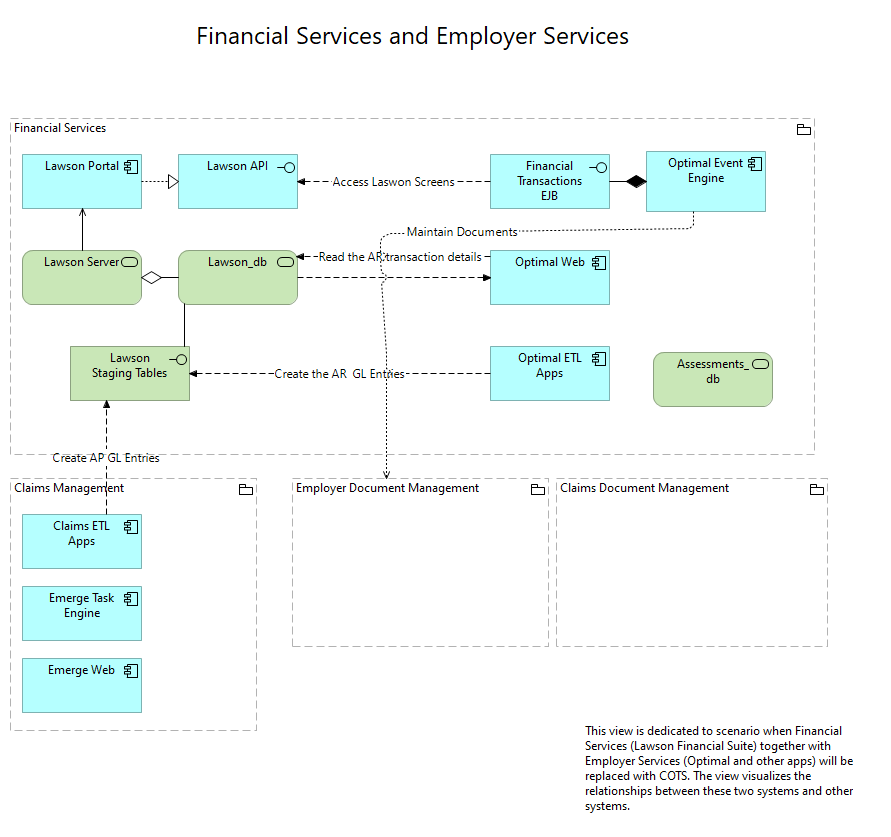 Financial Services and Employer Services
Financial Services
Lawson Portal
Lawson API
Financial
Transactions
EJB
Optimal Event
Engine
Access Laswon Screens
Maintain Documents
Lawson Server
Lawson_db
Read the AR transaction details
Optimal Web
Lawson
Staging Tables
Create the AR  GL Entries
Optimal ETL
Apps
Assessments_
db
Create AP GL Entries
Claims Management
Employer Document Management
Claims Document Management
Claims ETL
Apps
Emerge Task
Engine
Emerge Web
This view is dedicated to scenario when Financial
Services (Lawson Financial Suite) together with
Employer Services (Optimal and other apps) will be
replaced with COTS. The view visualizes the
relationships between these two systems and other
systems.